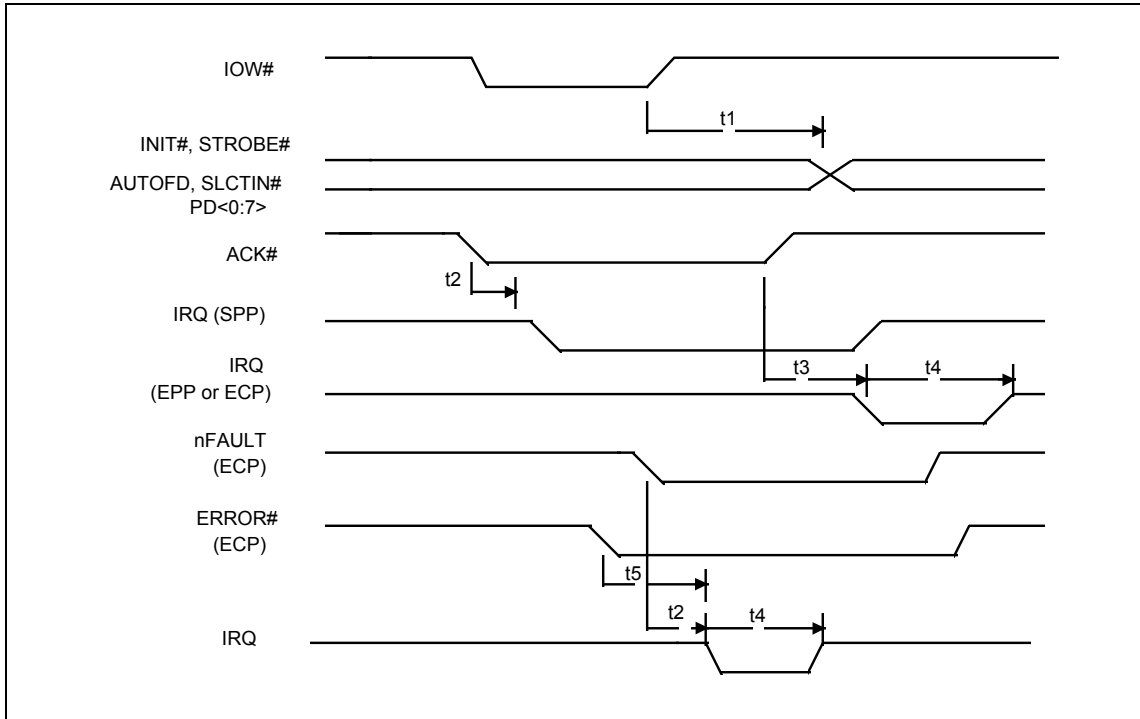 IOW#
t1
INIT#, STROBE#
AUTOFD, SLCTIN#
PD<0:7>
ACK#
t2
IRQ (SPP)
IRQ
(EPP or ECP)
t3
t4
nFAULT
(ECP)
ERROR#
(ECP)
t5
t2
t4
IRQ